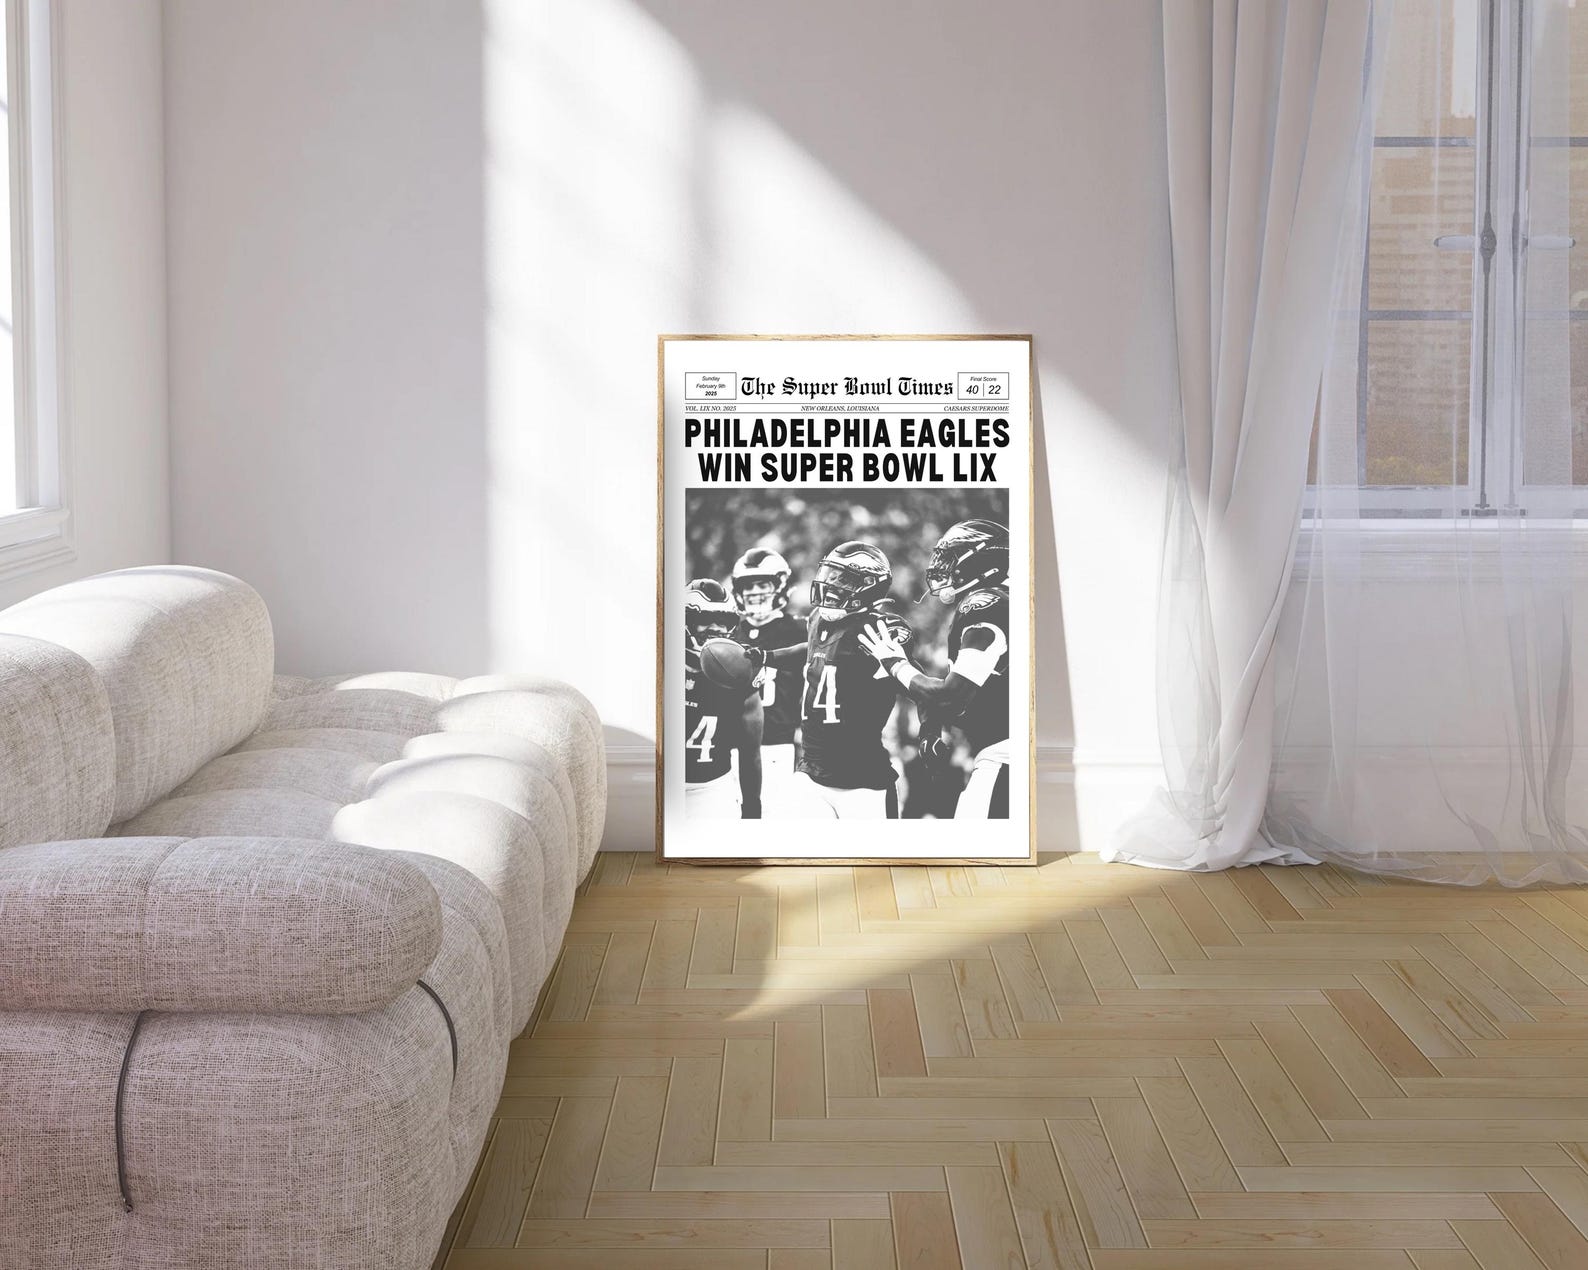 Sunday
February 9th
2025
The Super Bowl Times
Final Score
40 | 22
VOL. LIX NO. 2025
NEW ORLEANS, LOUISIANA
CAESARS SUPERDOME
PHILADELPHIA EAGLES
WIN SUPER BOWL LIX
14
4